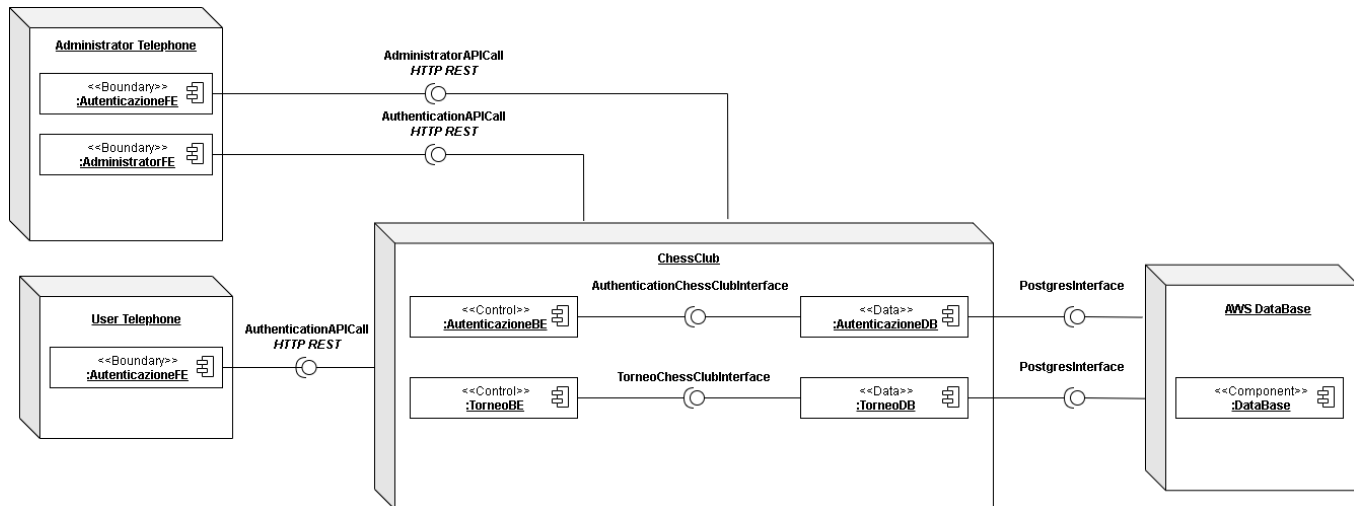 Administrator Telephone
<<Boundary>>
:AutenticazioneFE
<<Boundary>>
:AdministratorFE
AdministratorAPICall
HTTP REST
AuthenticationAPICall
HTTP REST
User Telephone
<<Boundary>>
:AutenticazioneFE
AuthenticationAPICall
HTTP REST
ChessClub
<<Control>>
:AutenticazioneBE
AuthenticationChessClubInterface
<<Data>>
:AutenticazioneDB
<<Control>>
:TorneoBE
TorneoChessClubInterface
<<Data>>
:TorneoDB
PostgresInterface
PostgresInterface
AWS DataBase
<<Component>>
:DataBase